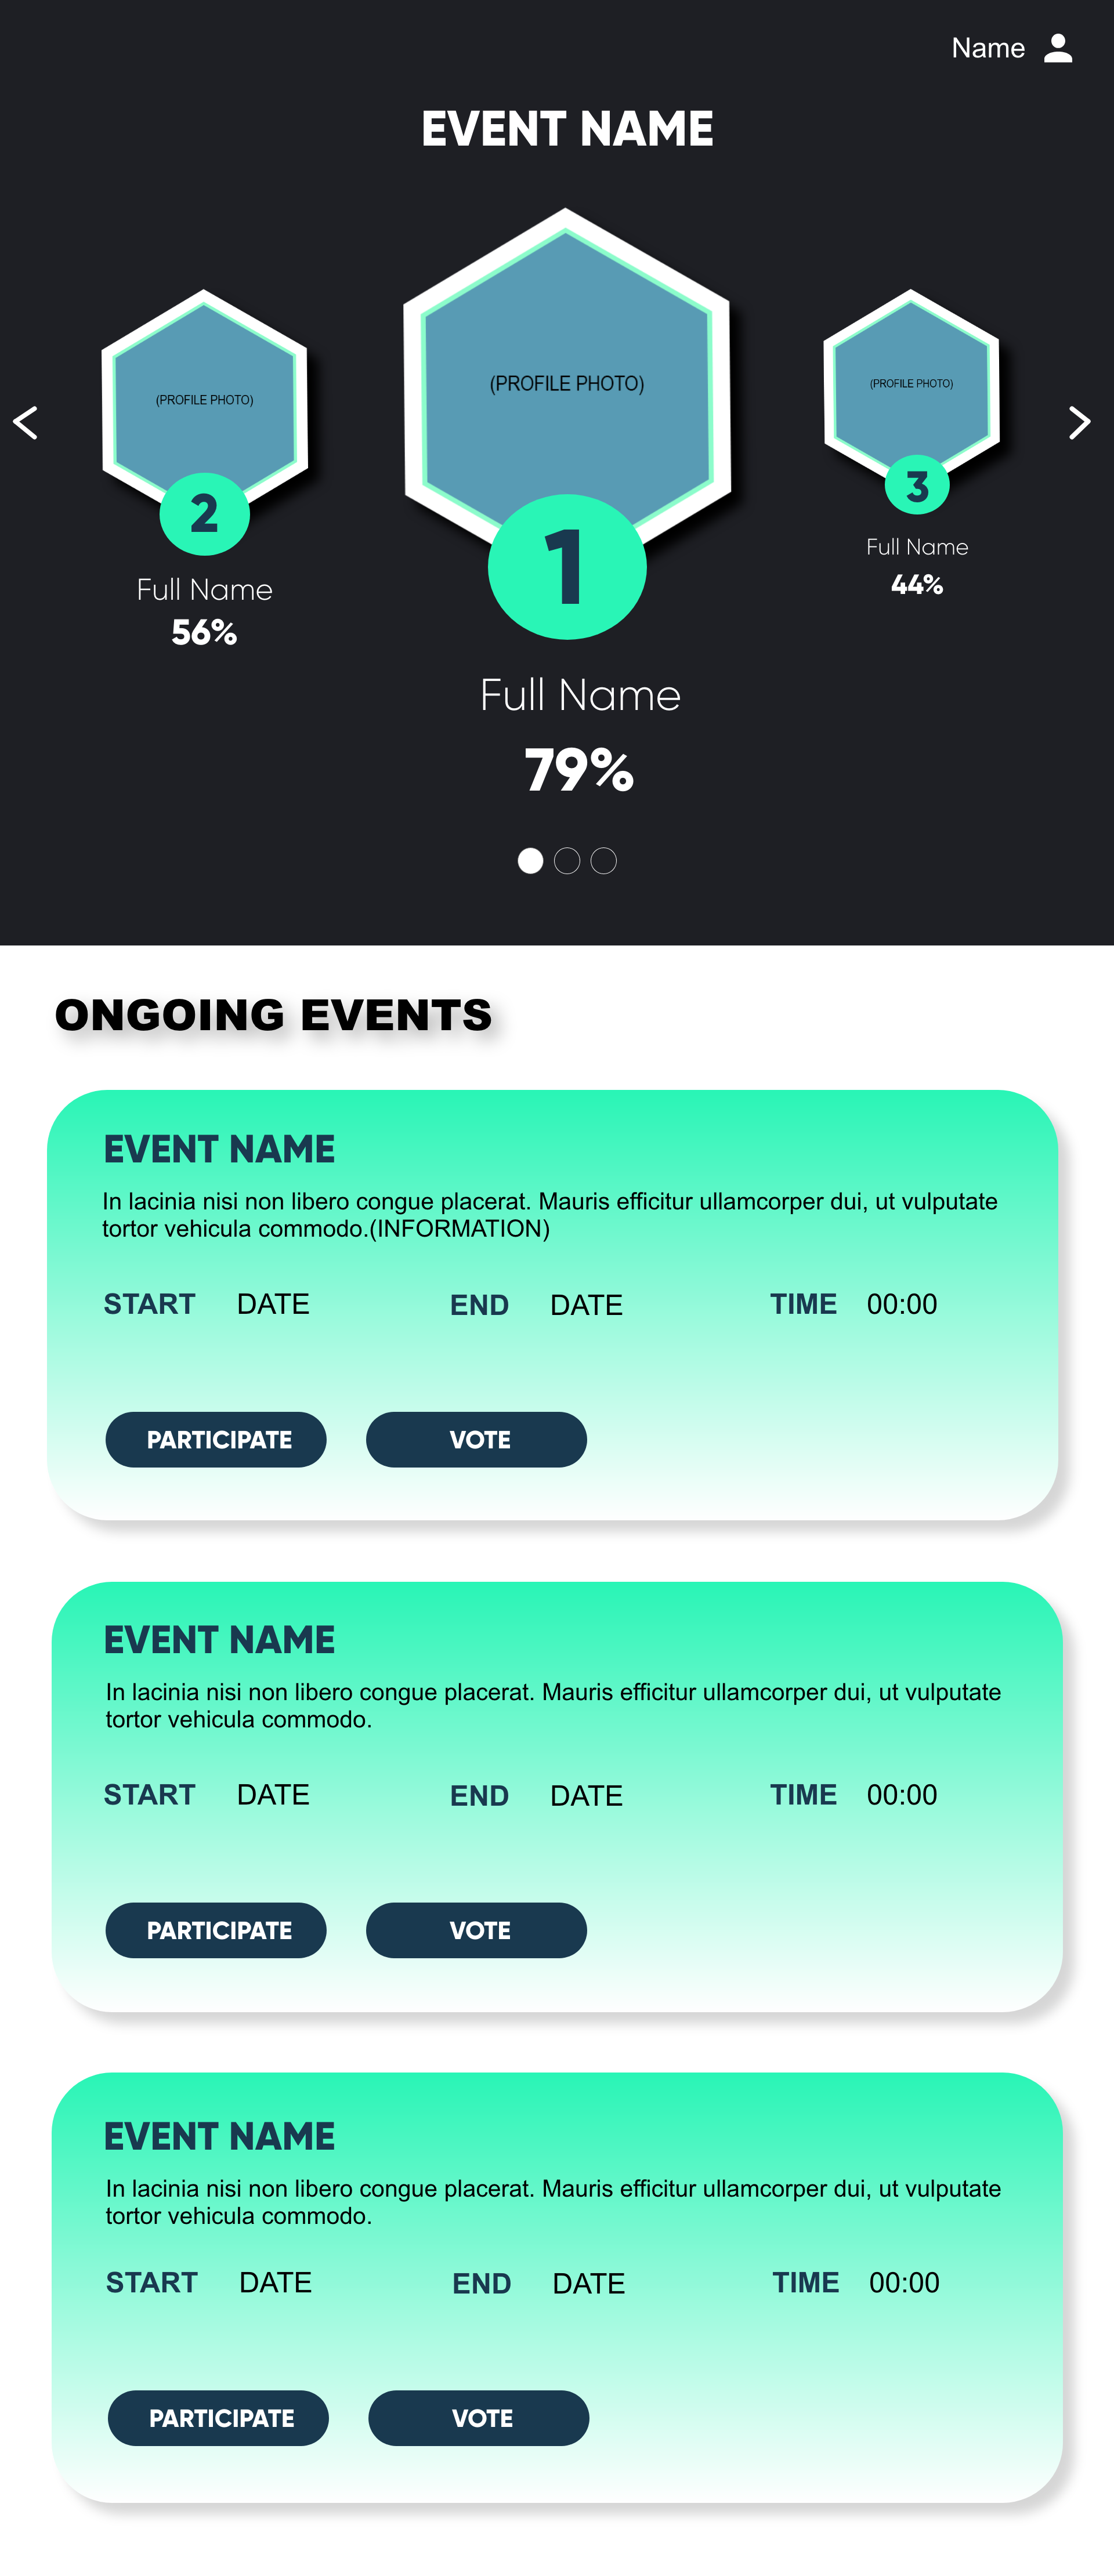 Name
EVENT NAME
(PROFILE PHOTO)
2
Full Name
56%
(PROFILE PHOTO)
1
Full Name
79%
(PROFILE PHOTO)
3
Full Name
44%
ONGOING EVENTS
EVENT NAME
In lacinia nisi non libero congue placerat. Mauris efficitur ullamcorper dui, ut vulputate
tortor vehicula commodo.(INFORMATION)
START DATE END DATE TIME 00:00
PARTICIPATE VOTE
EVENT NAME
In lacinia nisi non libero congue placerat. Mauris efficitur ullamcorper dui, ut vulputate
tortor vehicula commodo.
START DATE END DATE TIME 00:00
PARTICIPATE VOTE
EVENT NAME
In lacinia nisi non libero congue placerat. Mauris efficitur ullamcorper dui, ut vulputate
tortor vehicula commodo.
START DATE END DATE TIME 00:00
PARTICIPATE VOTE